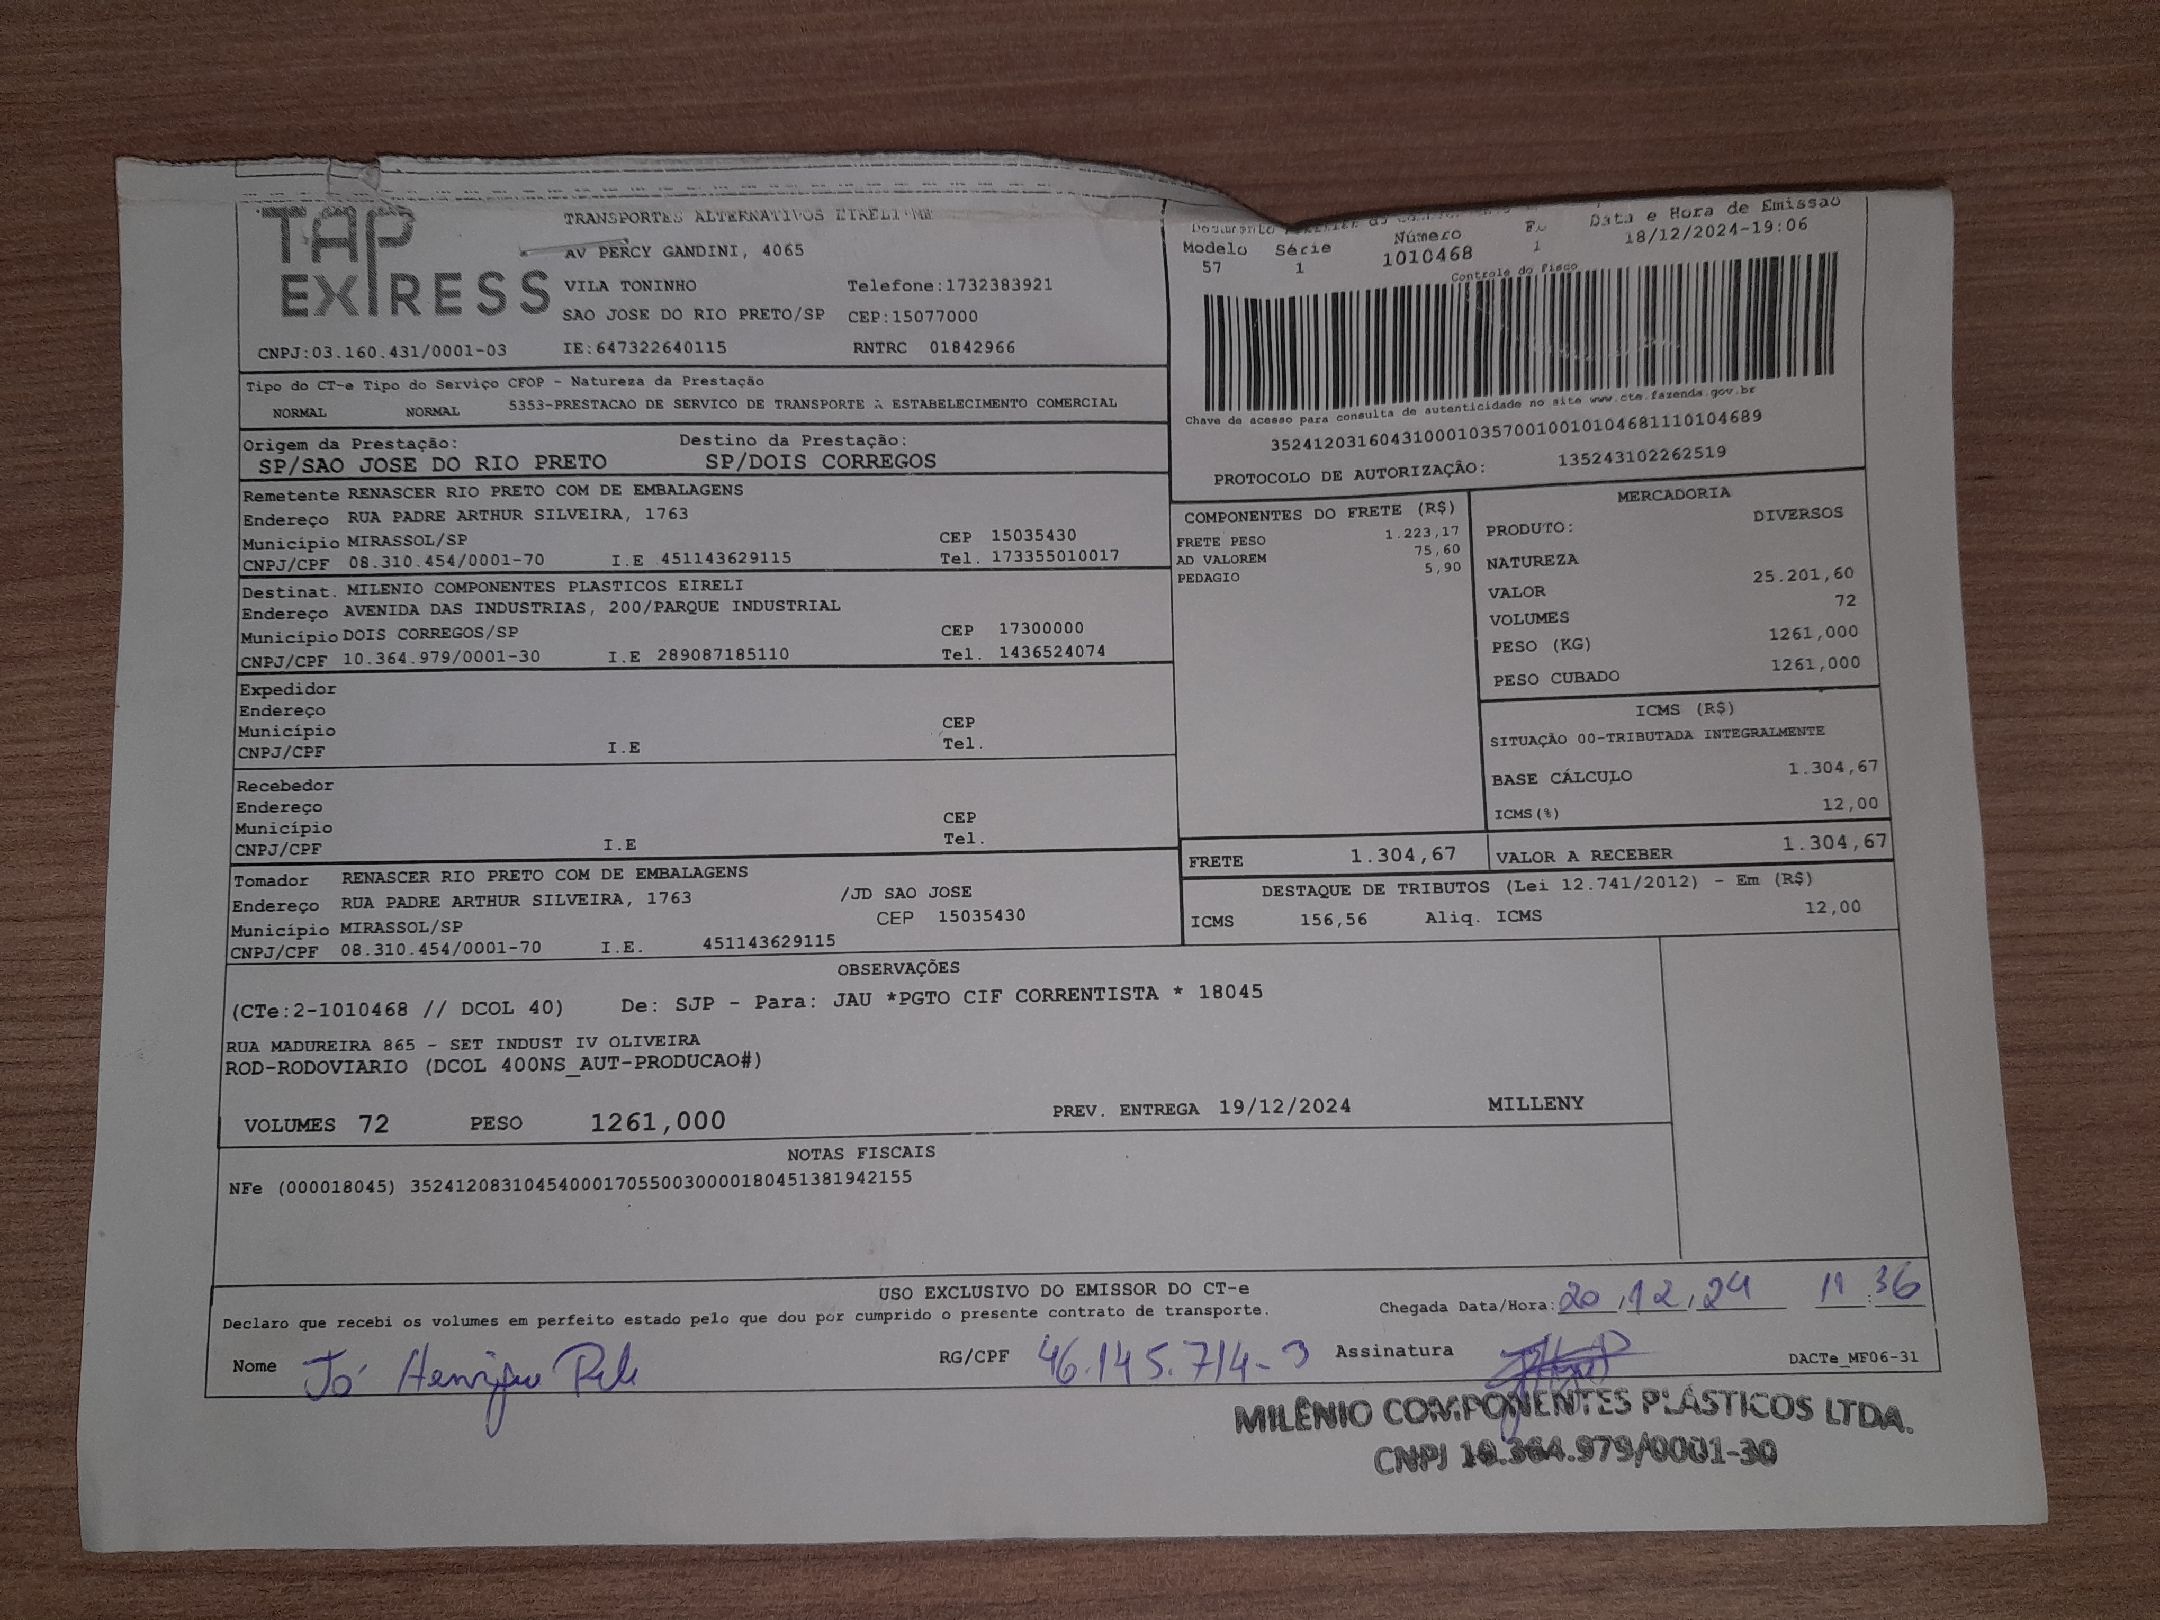 TAP EXPRESS
TRANSPORTES ALTERNATIVOS EIRELI-ME
AV PERCY GANDINI, 4065
VILA TONINHO Telefone:1732383921
SAO JOSE DO RIO PRETO/SP CEP:15077000
CNPJ:03.160.431/0001-03 IE:647322640115 RNTRC 01842966
Data e Hora de Emissão
Modelo Série Número
57 1 1010468 1 18/12/2024-19:06
Controle do Fisco
Chave de acesso para consulta de autenticidade no site www.cte.fazenda.gov.br
35241203160431000103570010010104681110104689
PROTOCOLO DE AUTORIZAÇÃO: 135243102262519
Tipo do CT-e Tipo do Serviço CFOP - Natureza da Prestação
NORMAL NORMAL 5353-PRESTACAO DE SERVICO DE TRANSPORTE A ESTABELECIMENTO COMERCIAL
Origem da Prestação: Destino da Prestação:
SP/SAO JOSE DO RIO PRETO SP/DOIS CORREGOS
Remetente RENASCER RIO PRETO COM DE EMBALAGENS
Endereço RUA PADRE ARTHUR SILVEIRA, 1763
Município MIRASSOL/SP CEP 15035430
CNPJ/CPF 08.310.454/0001-70 I.E 451143629115 Tel. 173355010017
Destinat. MILENIO COMPONENTES PLASTICOS EIRELI
Endereço AVENIDA DAS INDUSTRIAS, 200/PARQUE INDUSTRIAL
Município DOIS CORREGOS/SP CEP 17300000
CNPJ/CPF 10.364.979/0001-30 I.E 289087185110 Tel. 1436524074
Expedidor
Endereço
Município CEP
CNPJ/CPF I.E Tel.
Recebedor
Endereço
Município CEP
CNPJ/CPF I.E Tel.
Tomador RENASCER RIO PRETO COM DE EMBALAGENS
Endereço RUA PADRE ARTHUR SILVEIRA, 1763 /JD SAO JOSE
Município MIRASSOL/SP CEP 15035430
CNPJ/CPF 08.310.454/0001-70 I.E. 451143629115
COMPONENTES DO FRETE (R$)
FRETE PESO 1.223,17
AD VALOREM 75,60
PEDAGIO 5,90
MERCADORIA
PRODUTO: DIVERSOS
NATUREZA
VALOR 25.201,60
VOLUMES 72
PESO (KG) 1261,000
PESO CUBADO 1261,000
ICMS (R$)
SITUAÇÃO 00-TRIBUTADA INTEGRALMENTE
BASE CÁLCULO 1.304,67
ICMS(%) 12,00
FRETE 1.304,67 VALOR A RECEBER 1.304,67
DESTAQUE DE TRIBUTOS (Lei 12.741/2012) - Em (R$)
ICMS 156,56 Aliq. ICMS 12,00
OBSERVAÇÕES
(CTe:2-1010468 // DCOL 40) De: SJP - Para: JAU *PGTO CIF CORRENTISTA * 18045
RUA MADUREIRA 865 - SET INDUST IV OLIVEIRA
ROD-RODOVIARIO (DCOL 400NS_AUT-PRODUCAO#)
VOLUMES 72 PESO 1261,000 PREV. ENTREGA 19/12/2024 MILLENY
NOTAS FISCAIS
NFe (000018045) 35241208310454000170550030000180451381942155
USO EXCLUSIVO DO EMISSOR DO CT-e
Declaro que recebi os volumes em perfeito estado pelo que dou por cumprido o presente contrato de transporte. Chegada Data/Hora: 20,12,24 11:36
Nome Henrique RG/CPF 46.145.714-3 Assinatura DACTe_MF06-31
MILÊNIO COMPONENTES PLÁSTICOS LTDA.
CNPJ 10.364.979/0001-30